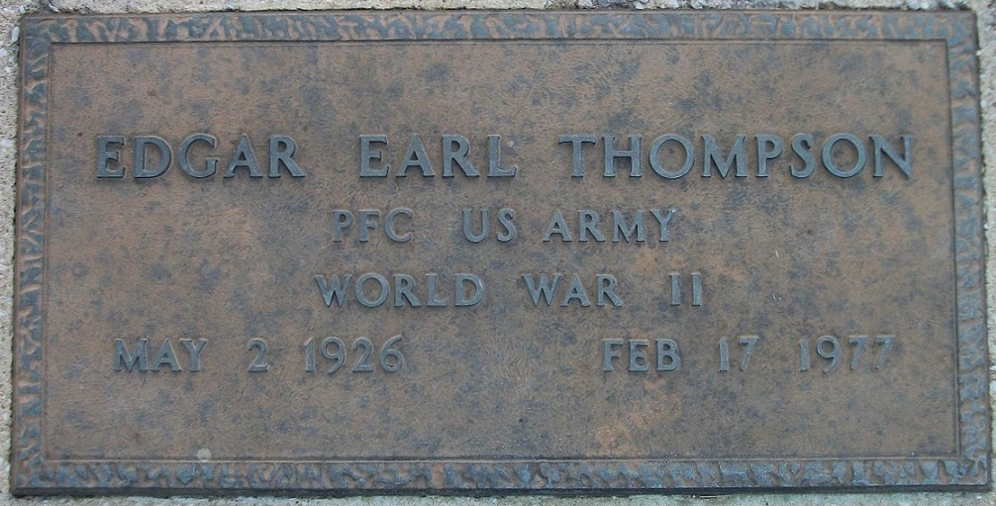 EDGAR EARL THOMPSON
PFC US ARMY
WORLD WAR II
MAY 2 1926 FEB 17 1977